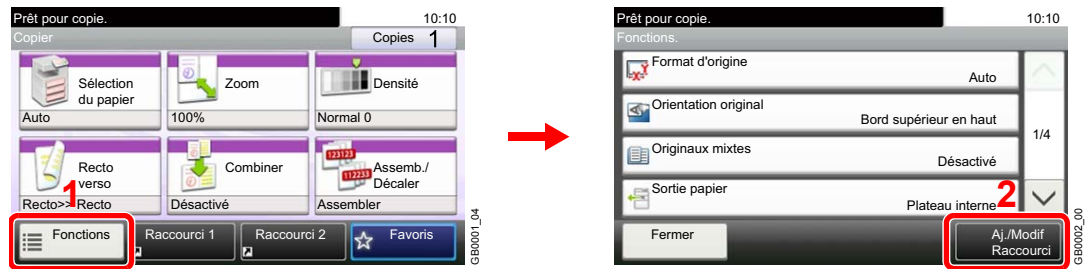 Prêt pour copie. 10:10
Copier Copies 1
Sélection
du papier
Auto
Zoom
100%
Densité
Normal 0
Recto
verso
Recto>> Recto
Combiner
Désactivé
123123
112233
Assemb./
Décaler
Assembler
1
Fonctions Raccourci 1 Raccourci 2 Favoris
GB0001_04
Prêt pour copie. 10:10
Fonctions.
Format d'origine
Auto
Orientation original
Bord supérieur en haut
1/4
Originaux mixtes
Désactivé
Sortie papier
Plateau interne
2
Fermer
Aj./Modif
Raccourci
GB0002_00